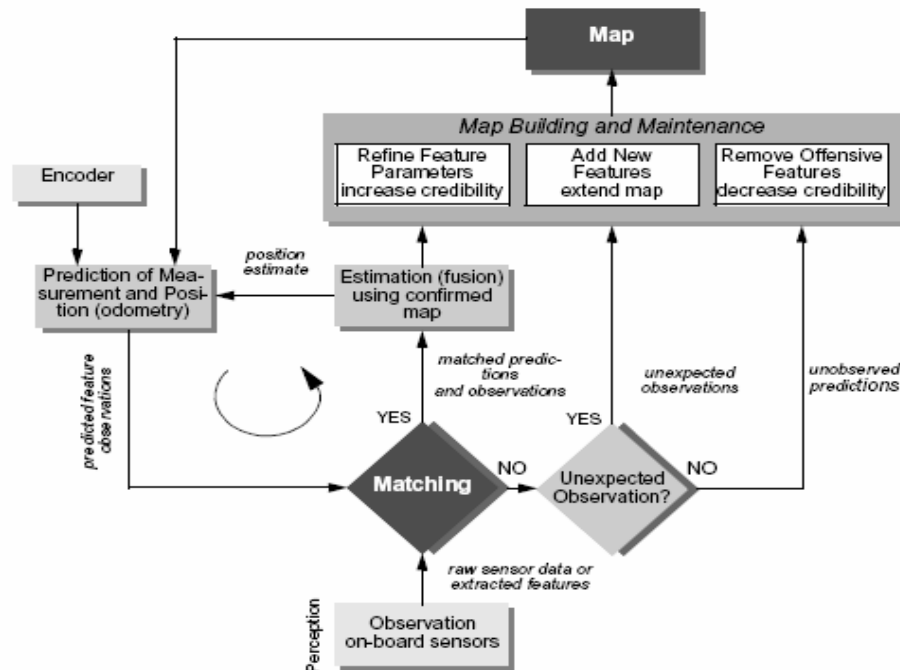 Map
Map Building and Maintenance
Refine Feature
Parameters
increase credibility
Add New
Features
extend map
Remove Offensive
Features
decrease credibility
Encoder
Prediction of Mea-
surement and Posi-
tion (odometry)
position
estimate
Estimation (fusion)
using confirmed
map
predicted feature
observations
matched predic-
tions
and observations
unexpected
observations
unobserved
predictions
YES
YES
Matching
NO
Unexpected
Observation?
NO
raw sensor data or
extracted features
Perception
Observation
on-board sensors